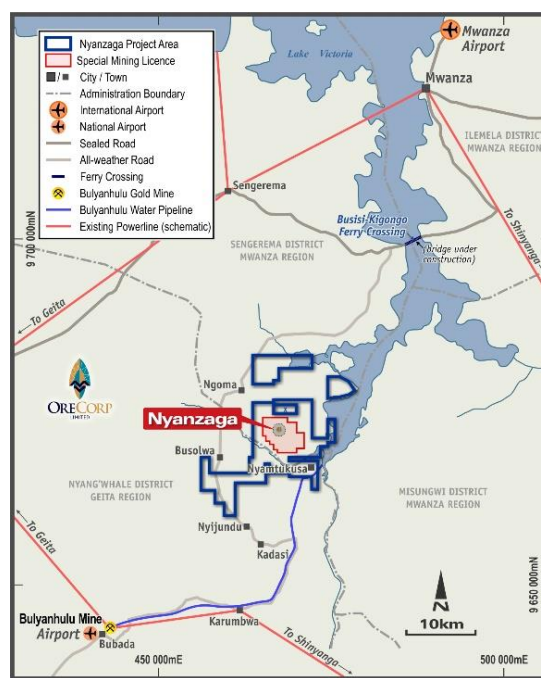 Nyanzaga Project Area
Special Mining Licence
City / Town
Administration Boundary
International Airport
National Airport
Sealed Road
All-weather Road
Ferry Crossing
Bulyanhulu Gold Mine
Bulyanhulu Water Pipeline
Existing Powerline (schematic)
Lake Victoria
Mwanza
Airport
Mwanza
ILEMELA DISTRICT
MWANZA REGION
Sengerema
To Shinyanga
Busisi-Kigongo
Ferry Crossing
(bridge under
construction)
SENGEREMA DISTRICT
MWANZA REGION
9 700 000mN
To Geita
ORECORP
LIMITED
Ngoma
Nyanzaga
Busolwa
Nyamtukusa
NYANG'WHALE DISTRICT
GEITA REGION
MISUNGWI DISTRICT
MWANZA REGION
To Geita
Nyijundu
Kadasi
N
10km
9 650 000mN
Bulyanhulu Mine
Airport
Bubada
Karumbwa
To Shinyanga
450 000mE
500 000mE